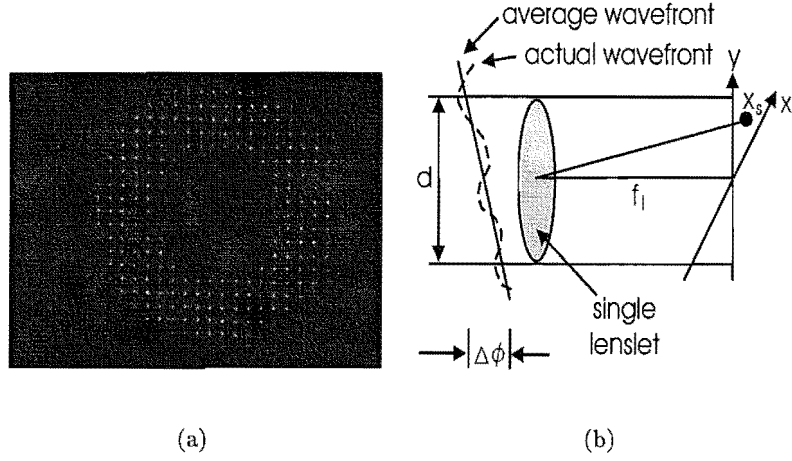 average wavefront
actual wavefront
y
x_s
x
d
f_l
single
lenslet
Δϕ
(a)
(b)